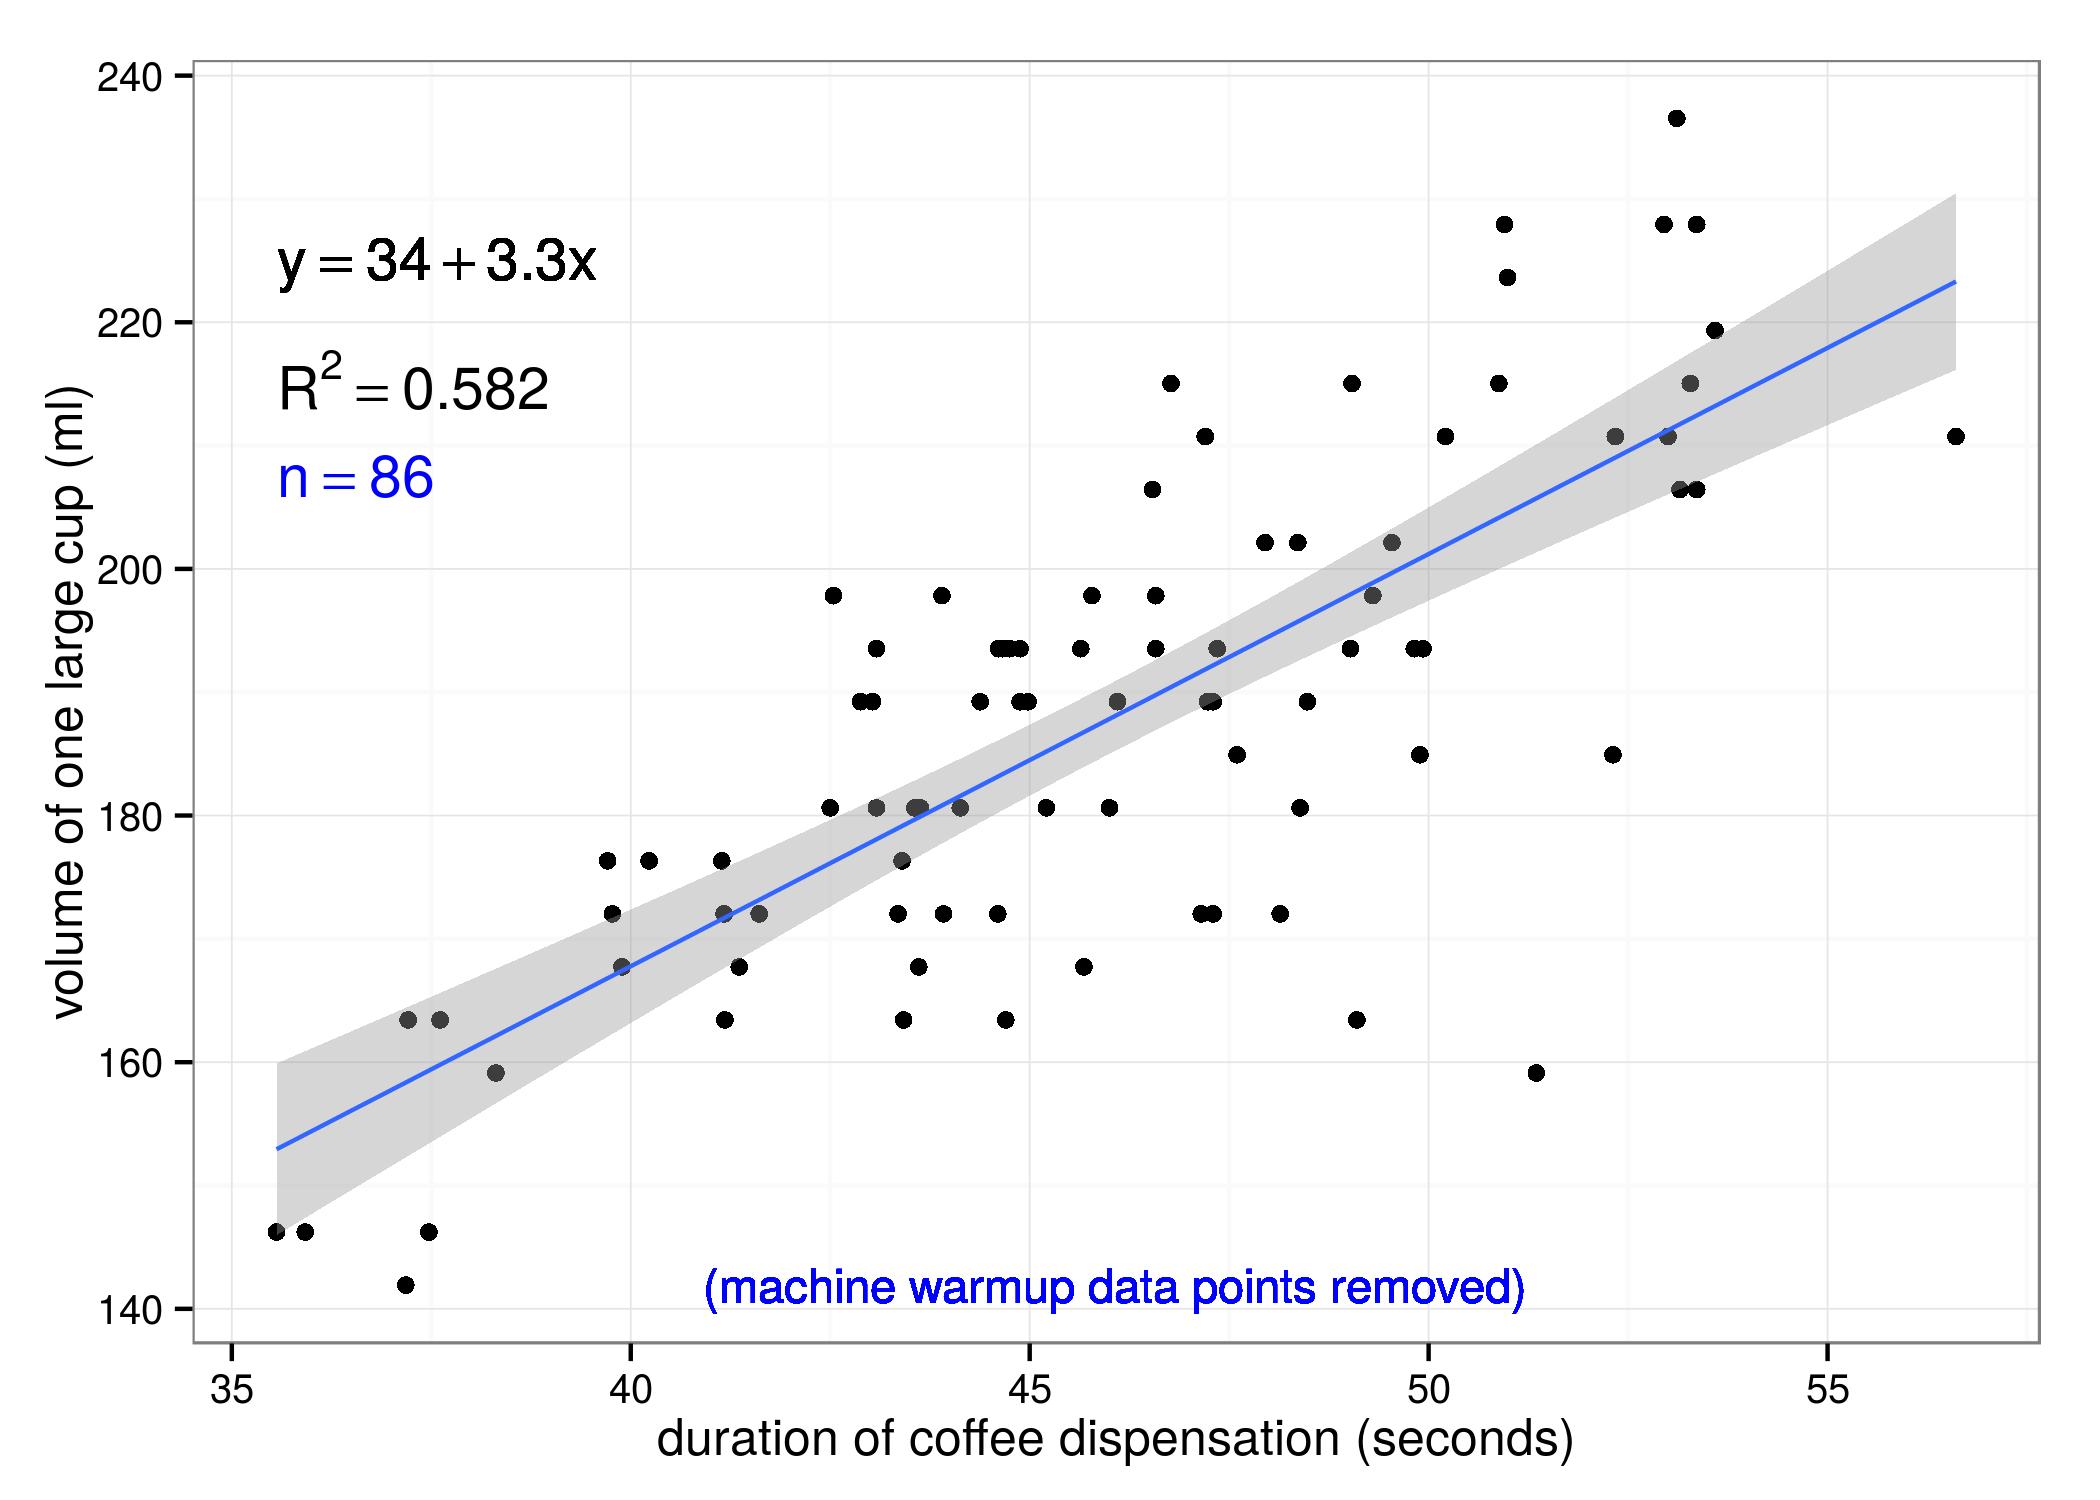 240
220
200
180
160
140
volume of one large cup (ml)
y = 34 + 3.3x
R² = 0.582
n = 86
(machine warmup data points removed)
35 40 45 50 55
duration of coffee dispensation (seconds)